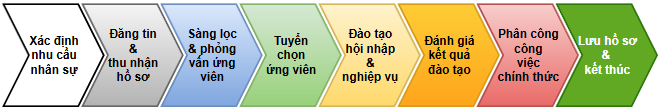 Xác định
nhu cầu
nhân sự
Đăng tin
&
thu nhận
hồ sơ
Sàng lọc
& phỏng
vấn ứng
viên
Tuyển
chọn
ứng viên
Đào tạo
hội nhập
&
nghiệp vụ
Đánh giá
kết quả
đào tạo
Phân công
công
việc
chính thức
Lưu hồ sơ
&
kết thúc